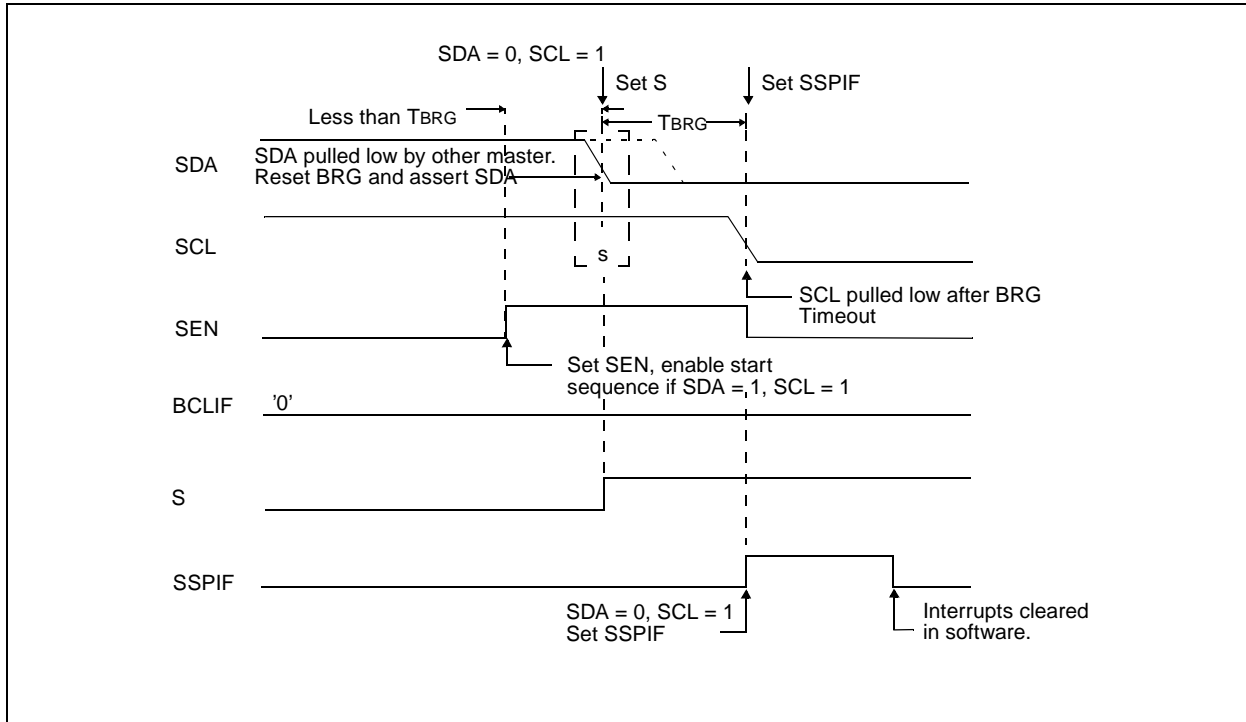 SDA = 0, SCL = 1
Set S
Set SSPIF
Less than TBRG
TBRG
SDA
SDA pulled low by other master.
Reset BRG and assert SDA
SCL
s
SCL pulled low after BRG
Timeout
SEN
Set SEN, enable start
sequence if SDA = 1, SCL = 1
BCLIF
'0'
S
SSPIF
SDA = 0, SCL = 1
Set SSPIF
Interrupts cleared
in software.